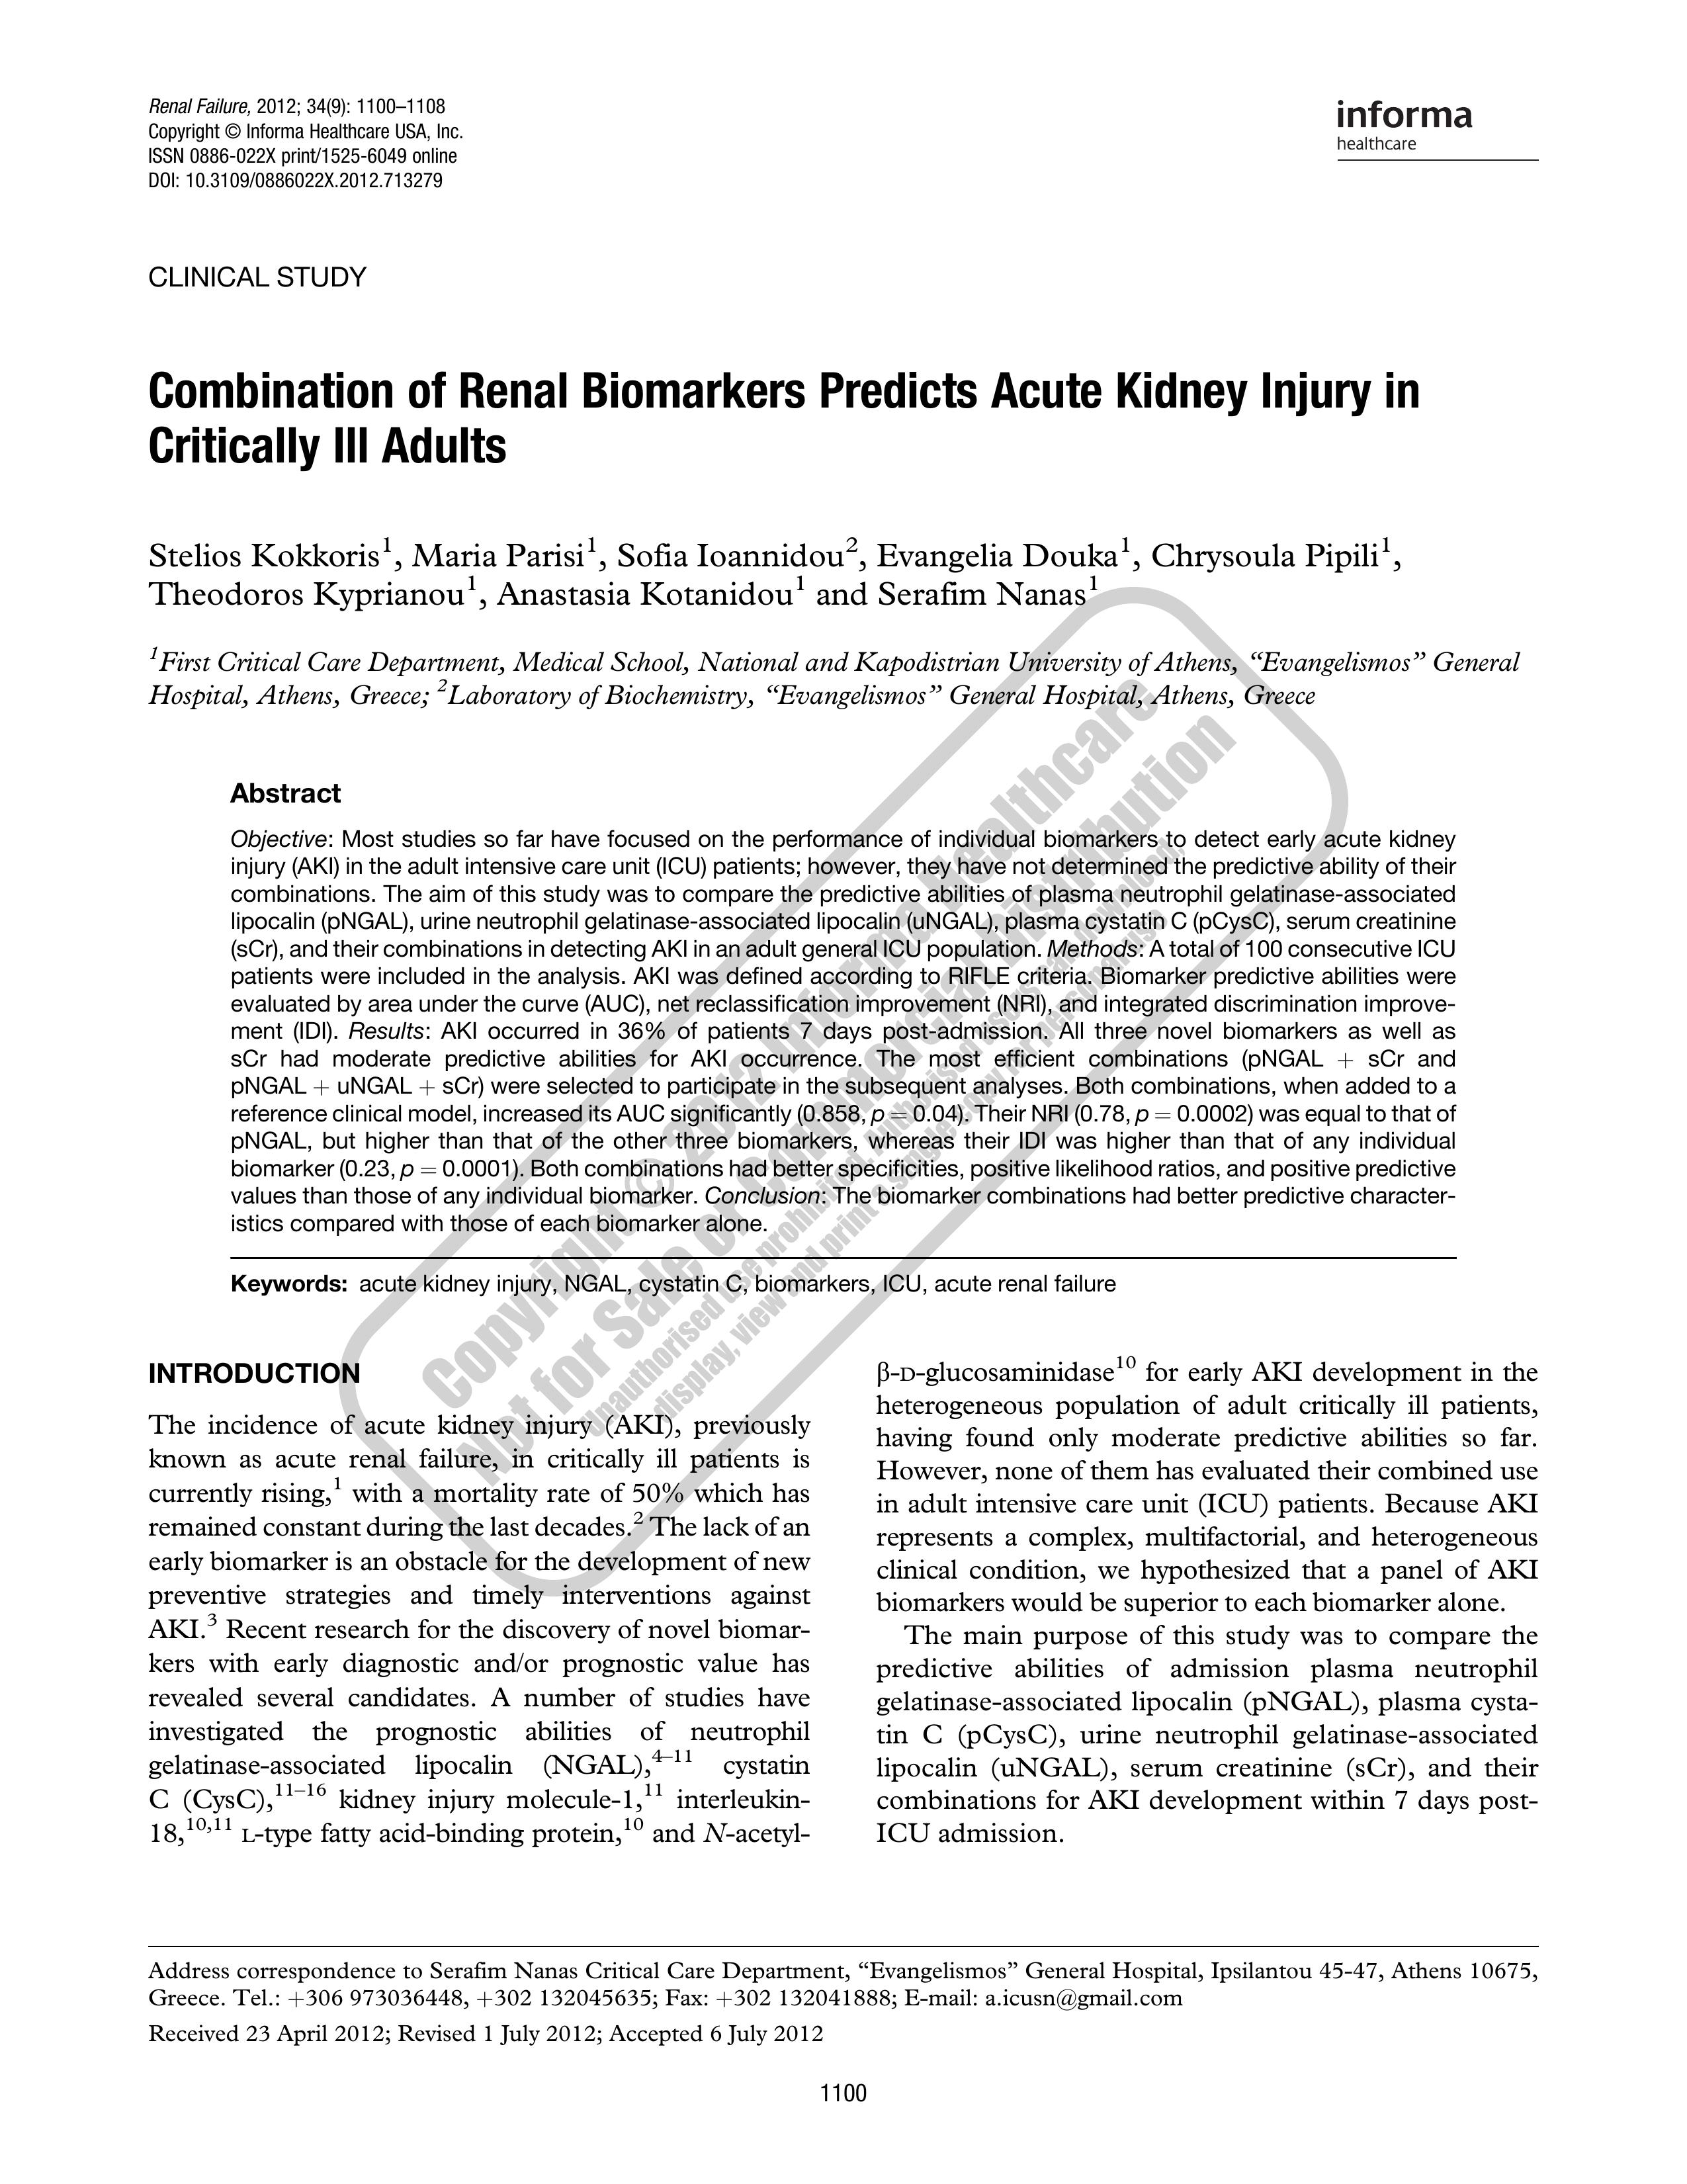 Renal Failure, 2012; 34(9): 1100–1108
Copyright © Informa Healthcare USA, Inc.
ISSN 0886-022X print/1525-6049 online
DOI: 10.3109/0886022X.2012.713279
informa
healthcare
CLINICAL STUDY
Combination of Renal Biomarkers Predicts Acute Kidney Injury in
Critically Ill Adults
Stelios Kokkoris1, Maria Parisi1, Sofia Ioannidou2, Evangelia Douka1, Chrysoula Pipili1,
Theodoros Kyprianou1, Anastasia Kotanidou1 and Serafim Nanas1
1First Critical Care Department, Medical School, National and Kapodistrian University of Athens, “Evangelismos” General
Hospital, Athens, Greece; 2Laboratory of Biochemistry, “Evangelismos” General Hospital, Athens, Greece
Abstract
Objective: Most studies so far have focused on the performance of individual biomarkers to detect early acute kidney
injury (AKI) in the adult intensive care unit (ICU) patients; however, they have not determined the predictive ability of their
combinations. The aim of this study was to compare the predictive abilities of plasma neutrophil gelatinase-associated
lipocalin (pNGAL), urine neutrophil gelatinase-associated lipocalin (uNGAL), plasma cystatin C (pCysC), serum creatinine
(sCr), and their combinations in detecting AKI in an adult general ICU population. Methods: A total of 100 consecutive ICU
patients were included in the analysis. AKI was defined according to RIFLE criteria. Biomarker predictive abilities were
evaluated by area under the curve (AUC), net reclassification improvement (NRI), and integrated discrimination improve-
ment (IDI). Results: AKI occurred in 36% of patients 7 days post-admission. All three novel biomarkers as well as
sCr had moderate predictive abilities for AKI occurrence. The most efficient combinations (pNGAL + sCr and
pNGAL + uNGAL + sCr) were selected to participate in the subsequent analyses. Both combinations, when added to a
reference clinical model, increased its AUC significantly (0.858, p = 0.04). Their NRI (0.78, p = 0.0002) was equal to that of
pNGAL, but higher than that of the other three biomarkers, whereas their IDI was higher than that of any individual
biomarker (0.23, p = 0.0001). Both combinations had better specificities, positive likelihood ratios, and positive predictive
values than those of any individual biomarker. Conclusion: The biomarker combinations had better predictive character-
istics compared with those of each biomarker alone.
Keywords: acute kidney injury, NGAL, cystatin C, biomarkers, ICU, acute renal failure
INTRODUCTION
The incidence of acute kidney injury (AKI), previously
known as acute renal failure, in critically ill patients is
currently rising,1 with a mortality rate of 50% which has
remained constant during the last decades.2 The lack of an
early biomarker is an obstacle for the development of new
preventive strategies and timely interventions against
AKI.3 Recent research for the discovery of novel biomar-
kers with early diagnostic and/or prognostic value has
revealed several candidates. A number of studies have
investigated the prognostic abilities of neutrophil
gelatinase-associated lipocalin (NGAL),4–11 cystatin
C (CysC),11–16 kidney injury molecule-1,11 interleukin-
18,10,11 L-type fatty acid-binding protein,10 and N-acetyl-
β-D-glucosaminidase10 for early AKI development in the
heterogeneous population of adult critically ill patients,
having found only moderate predictive abilities so far.
However, none of them has evaluated their combined use
in adult intensive care unit (ICU) patients. Because AKI
represents a complex, multifactorial, and heterogeneous
clinical condition, we hypothesized that a panel of AKI
biomarkers would be superior to each biomarker alone.
The main purpose of this study was to compare the
predictive abilities of admission plasma neutrophil
gelatinase-associated lipocalin (pNGAL), plasma cysta-
tin C (pCysC), urine neutrophil gelatinase-associated
lipocalin (uNGAL), serum creatinine (sCr), and their
combinations for AKI development within 7 days post-
ICU admission.
Address correspondence to Serafim Nanas Critical Care Department, “Evangelismos” General Hospital, Ipsilantou 45-47, Athens 10675,
Greece. Tel.: +306 973036448, +302 132045635; Fax: +302 132041888; E-mail: a.icusn@gmail.com
Received 23 April 2012; Revised 1 July 2012; Accepted 6 July 2012
1100
Copyright © 2012 Informa Healthcare
Not for Sale or Commercial Distribution
Unauthorised use prohibited. Authorised users can download,
display, view and print a single copy for personal use